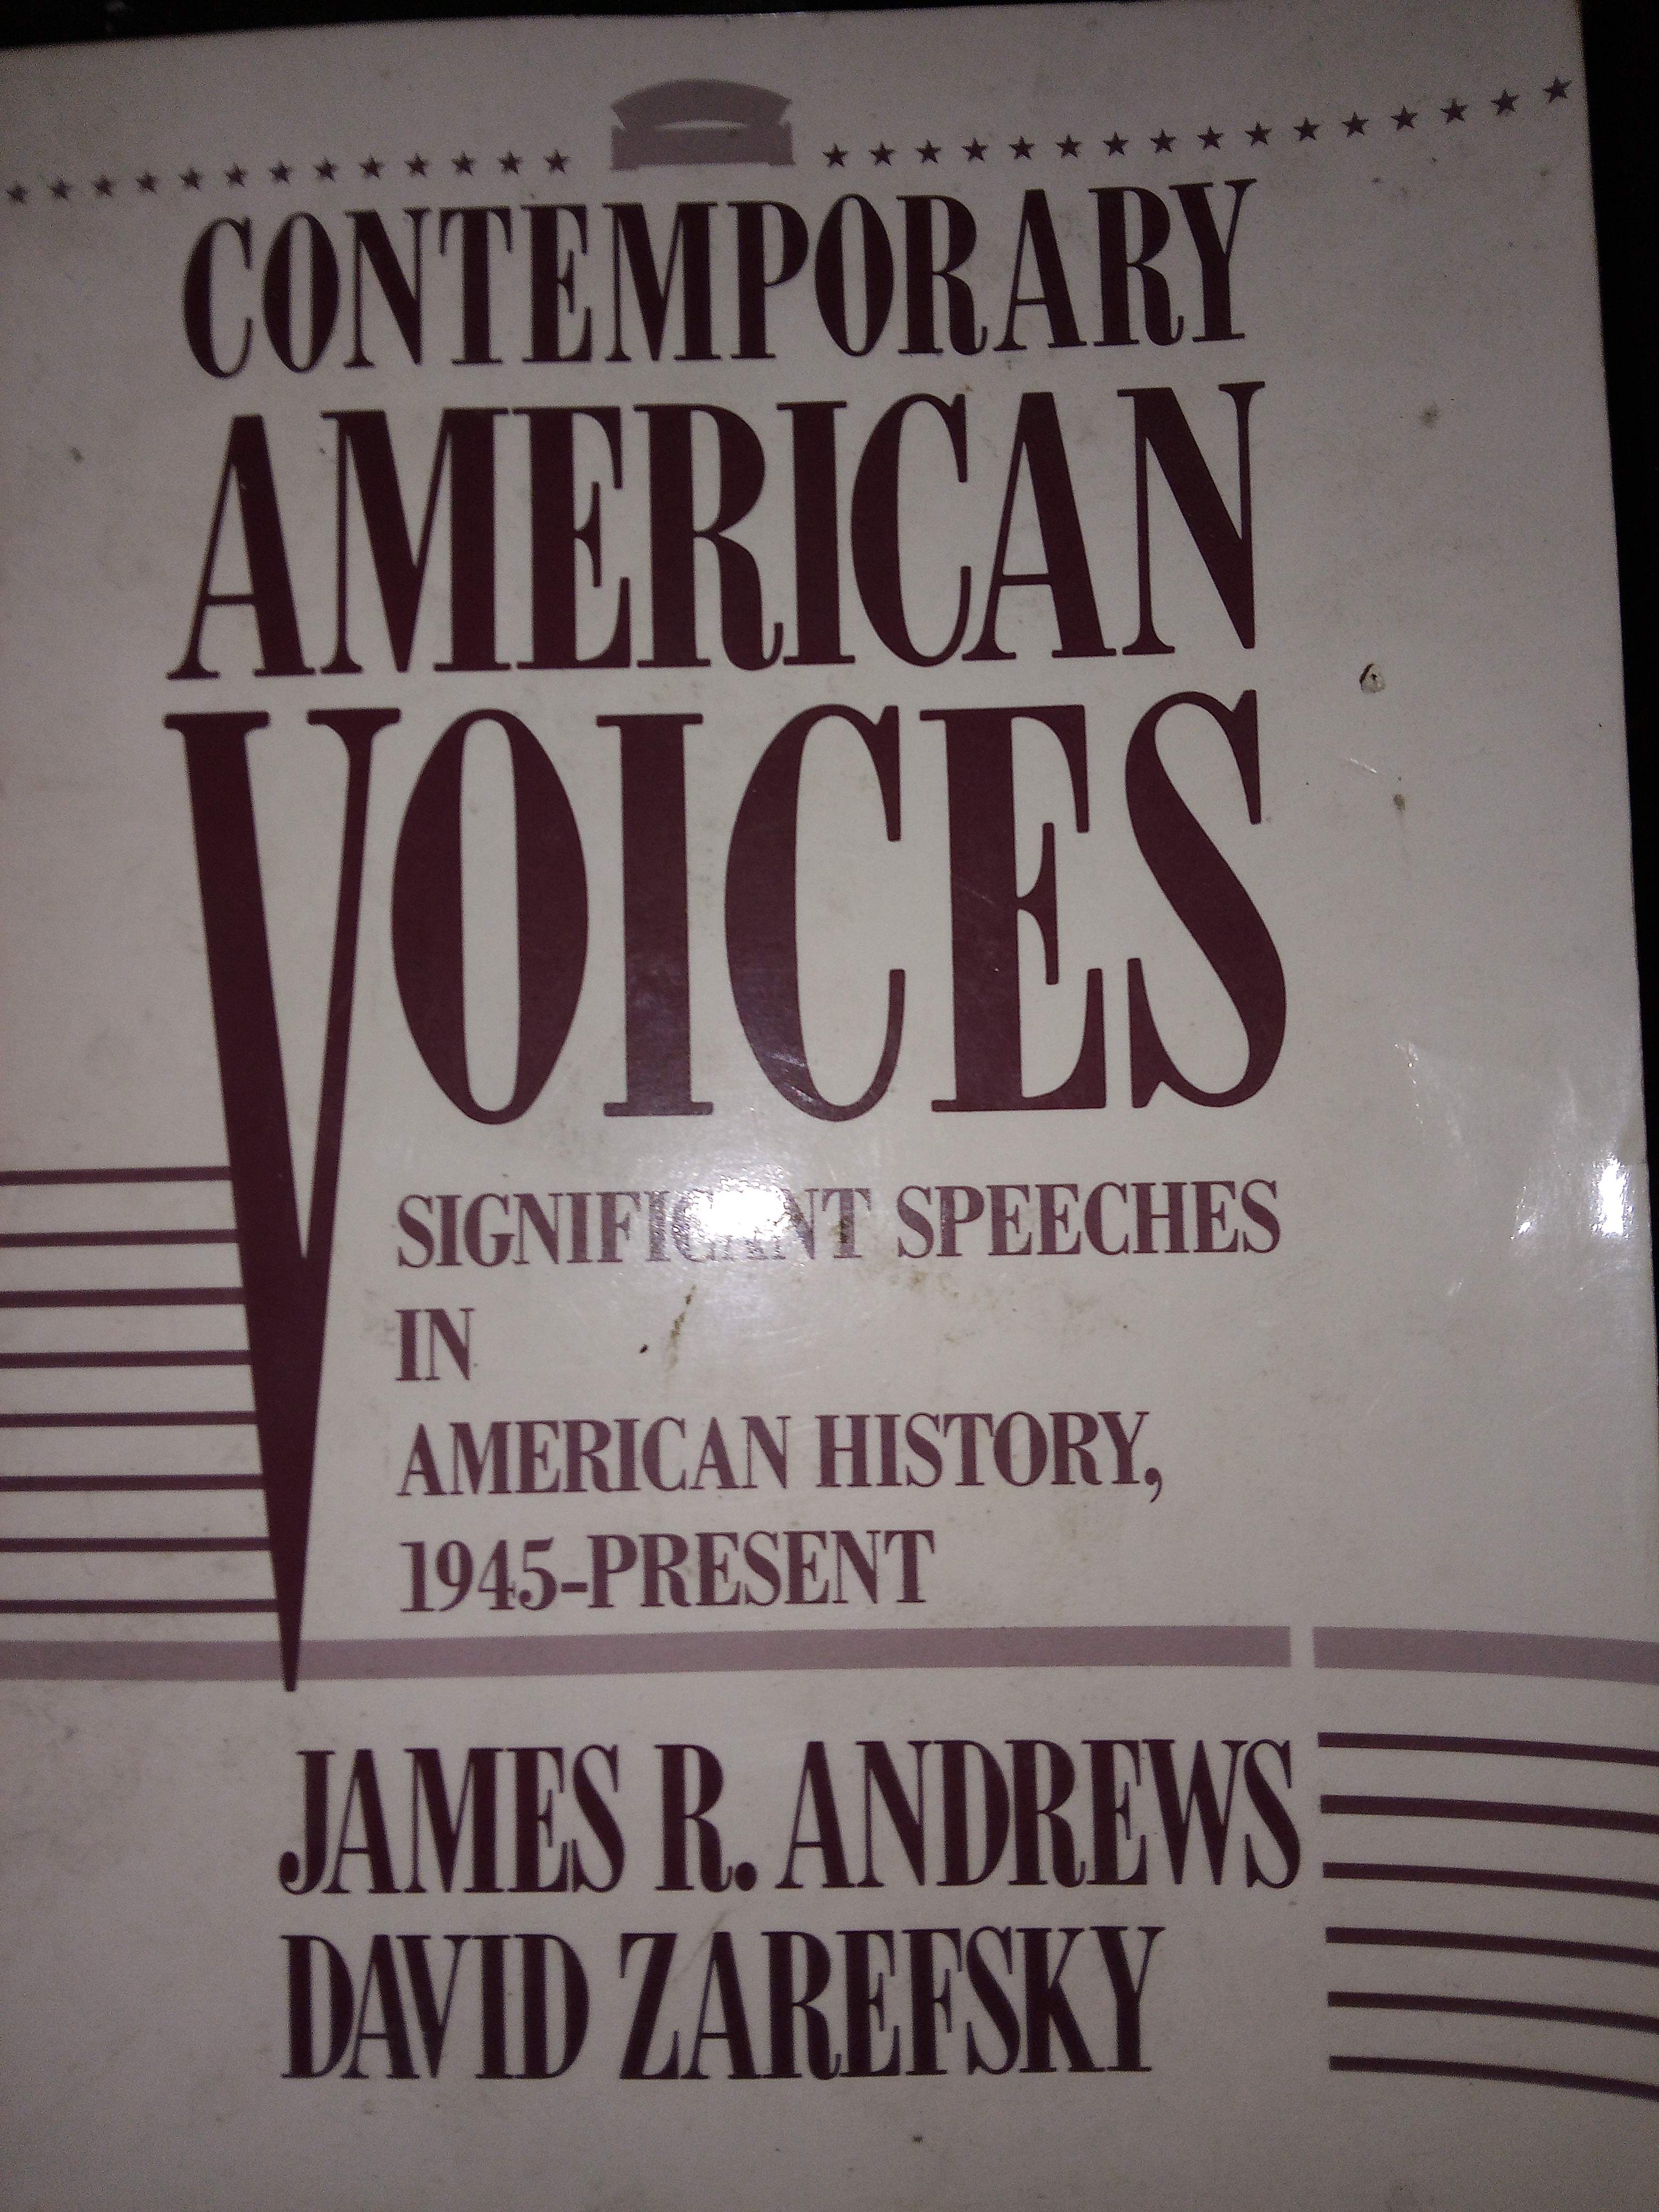 CONTEMPORARY
AMERICAN
VOICES
SIGNIFICANT SPEECHES
IN
AMERICAN HISTORY,
1945-PRESENT
JAMES R. ANDREWS
DAVID ZAREFSKY